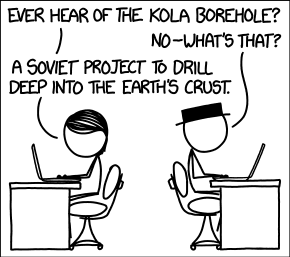 EVER HEAR OF THE KOLA BOREHOLE?
NO-WHAT'S THAT?
A SOVIET PROJECT TO DRILL
DEEP INTO THE EARTH'S CRUST.